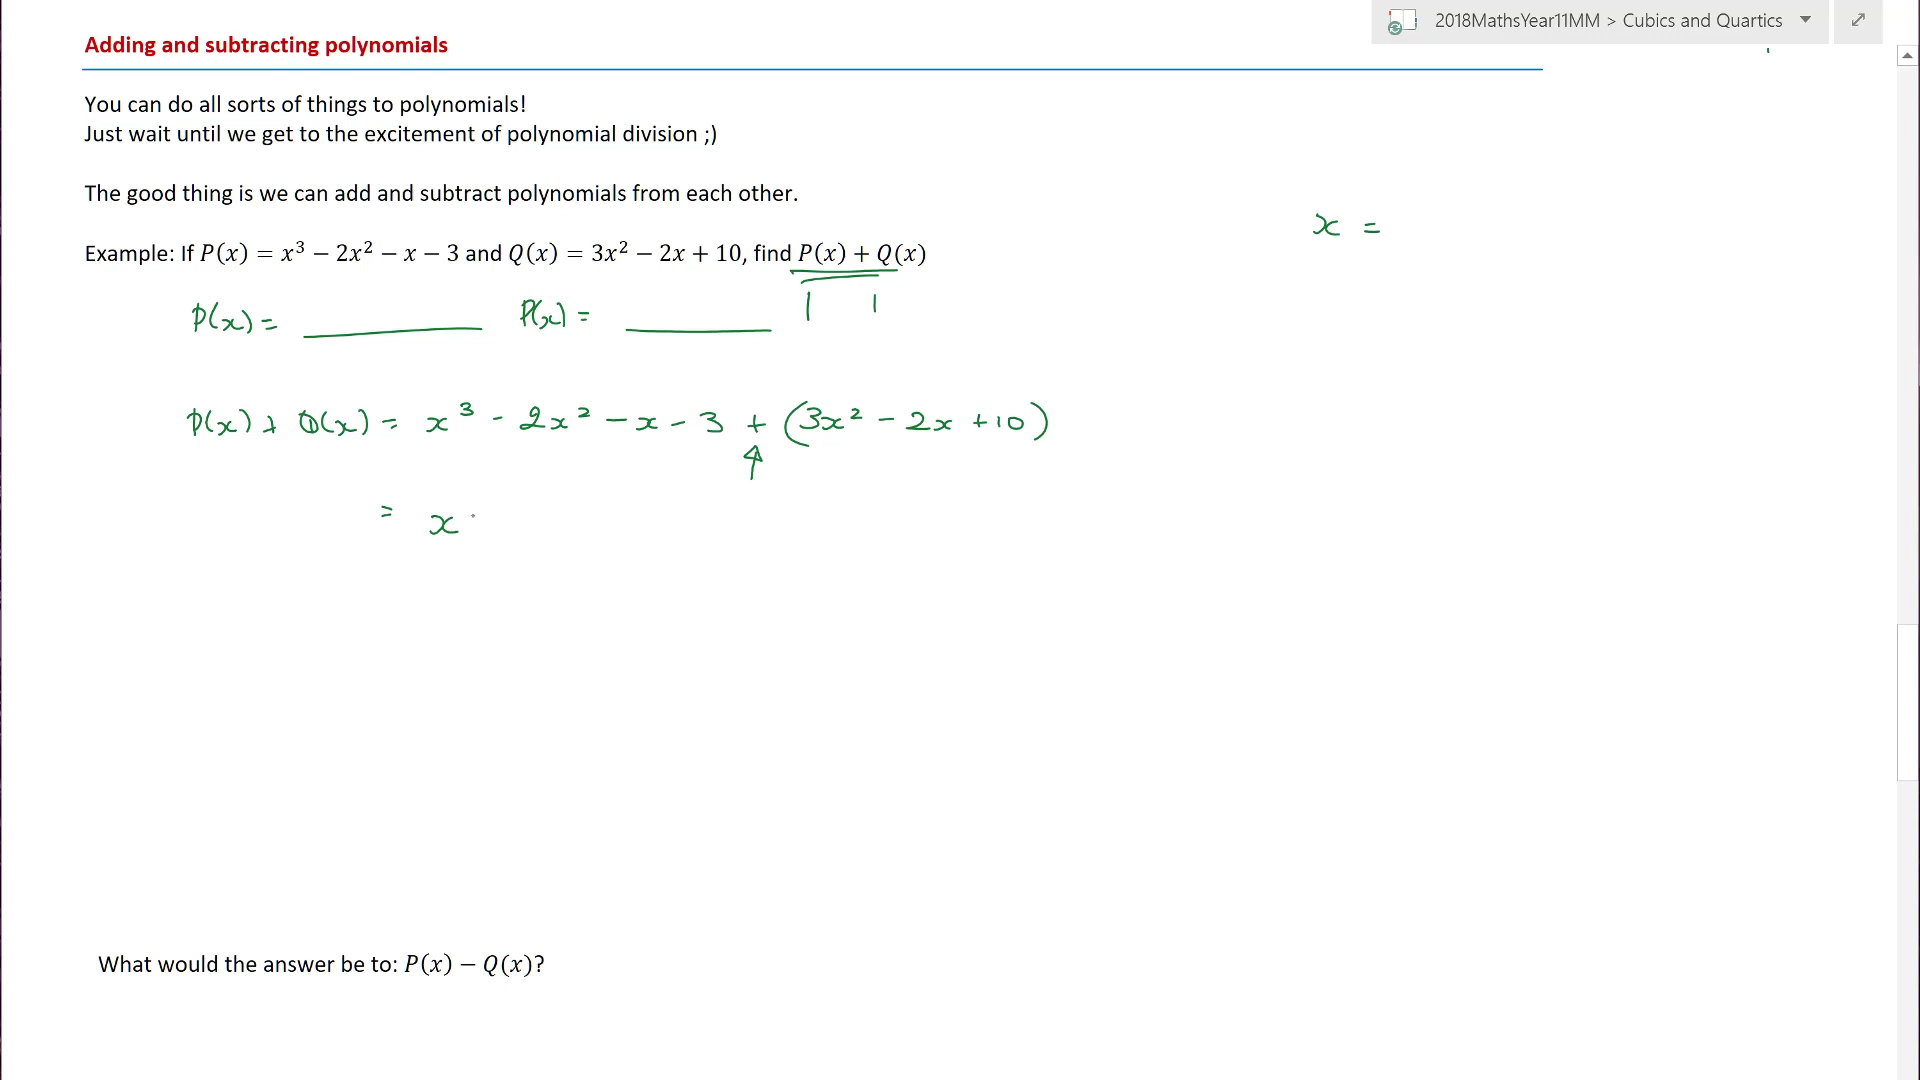 2018MathsYear11MM > Cubics and Quartics
Adding and subtracting polynomials
You can do all sorts of things to polynomials!
Just wait until we get to the excitement of polynomial division ;)
The good thing is we can add and subtract polynomials from each other.
x =
Example: If P(x) = x³ − 2x² − x − 3 and Q(x) = 3x² − 2x + 10, find P(x) + Q(x)
P(x) = ______ P(x) = ______
P(x) + Q(x) = x³ - 2x² - x - 3 + (3x² - 2x + 10)
= x
What would the answer be to: P(x) − Q(x)?